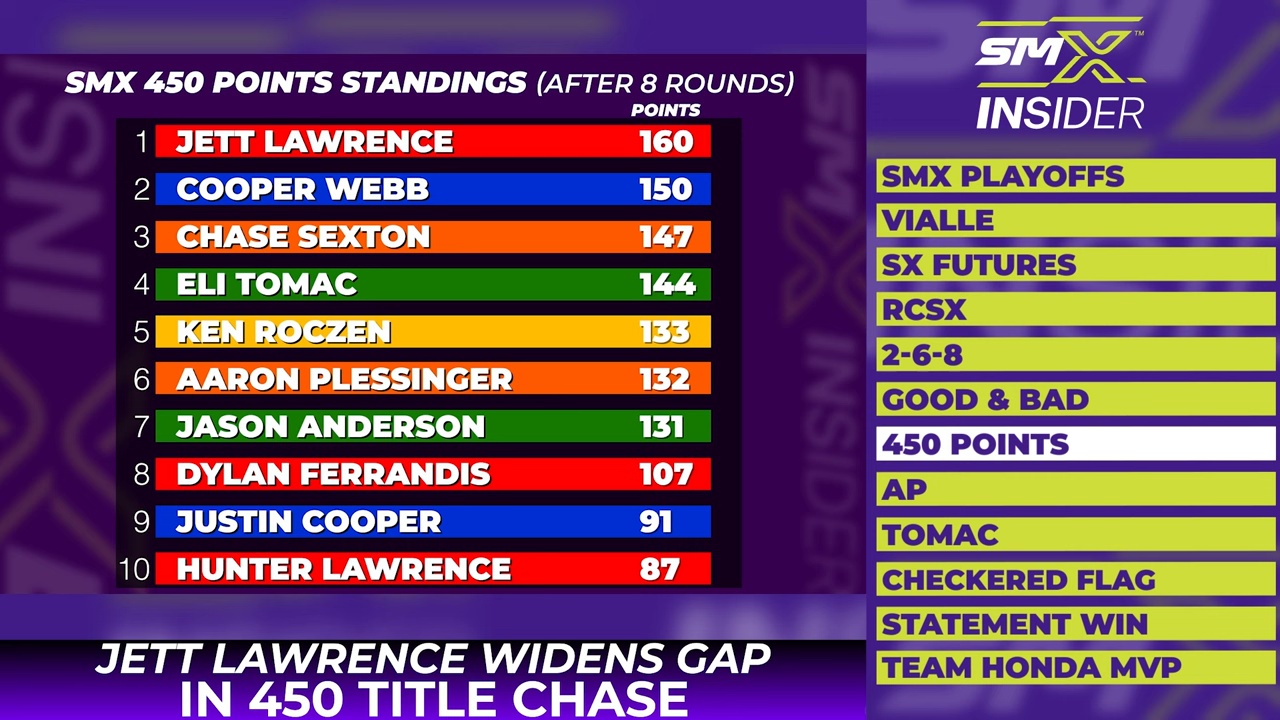 SMX 450 POINTS STANDINGS (AFTER 8 ROUNDS)
POINTS
1 JETT LAWRENCE 160
2 COOPER WEBB 150
3 CHASE SEXTON 147
4 ELI TOMAC 144
5 KEN ROCZEN 133
6 AARON PLESSINGER 132
7 JASON ANDERSON 131
8 DYLAN FERRANDIS 107
9 JUSTIN COOPER 91
10 HUNTER LAWRENCE 87
JETT LAWRENCE WIDENS GAP
IN 450 TITLE CHASE
SMX™
INSIDER
SMX PLAYOFFS
VIALLE
SX FUTURES
RCSX
2-6-8
GOOD & BAD
450 POINTS
AP
TOMAC
CHECKERED FLAG
STATEMENT WIN
TEAM HONDA MVP